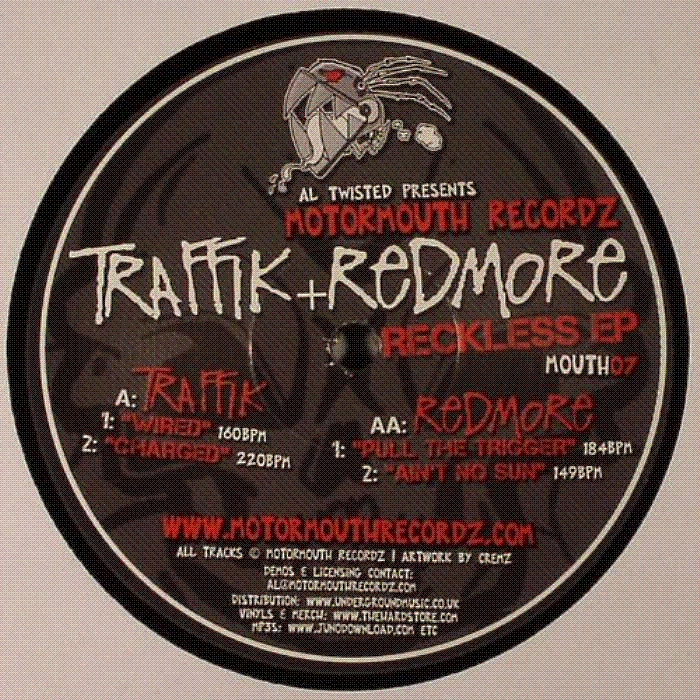 AL TWISTED PRESENTS
MOTORMOUTH RECORDZ
TRAFFIK + REDMORE
RECKLESS EP
MOUTH07
A: TRAFFIK
1: "WIRED" 160BPM
2: "CHARGED" 220BPM
AA: REDMORE
1: "PULL THE TRIGGER" 184BPM
2: "AIN'T NO SUN" 149BPM
WWW.MOTORMOUTHRECORDZ.COM
ALL TRACKS © MOTORMOUTH RECORDZ | ARTWORK BY CREMZ
DEMOS & LICENSING CONTACT:
AL@MOTORMOUTHRECORDZ.COM
DISTRIBUTION: WWW.UNDERGROUNDMUSIC.CO.UK
VINYLS & MERCH: WWW.THEHARDSTORE.COM
MP3S: WWW.JUNODOWNLOAD.COM ETC